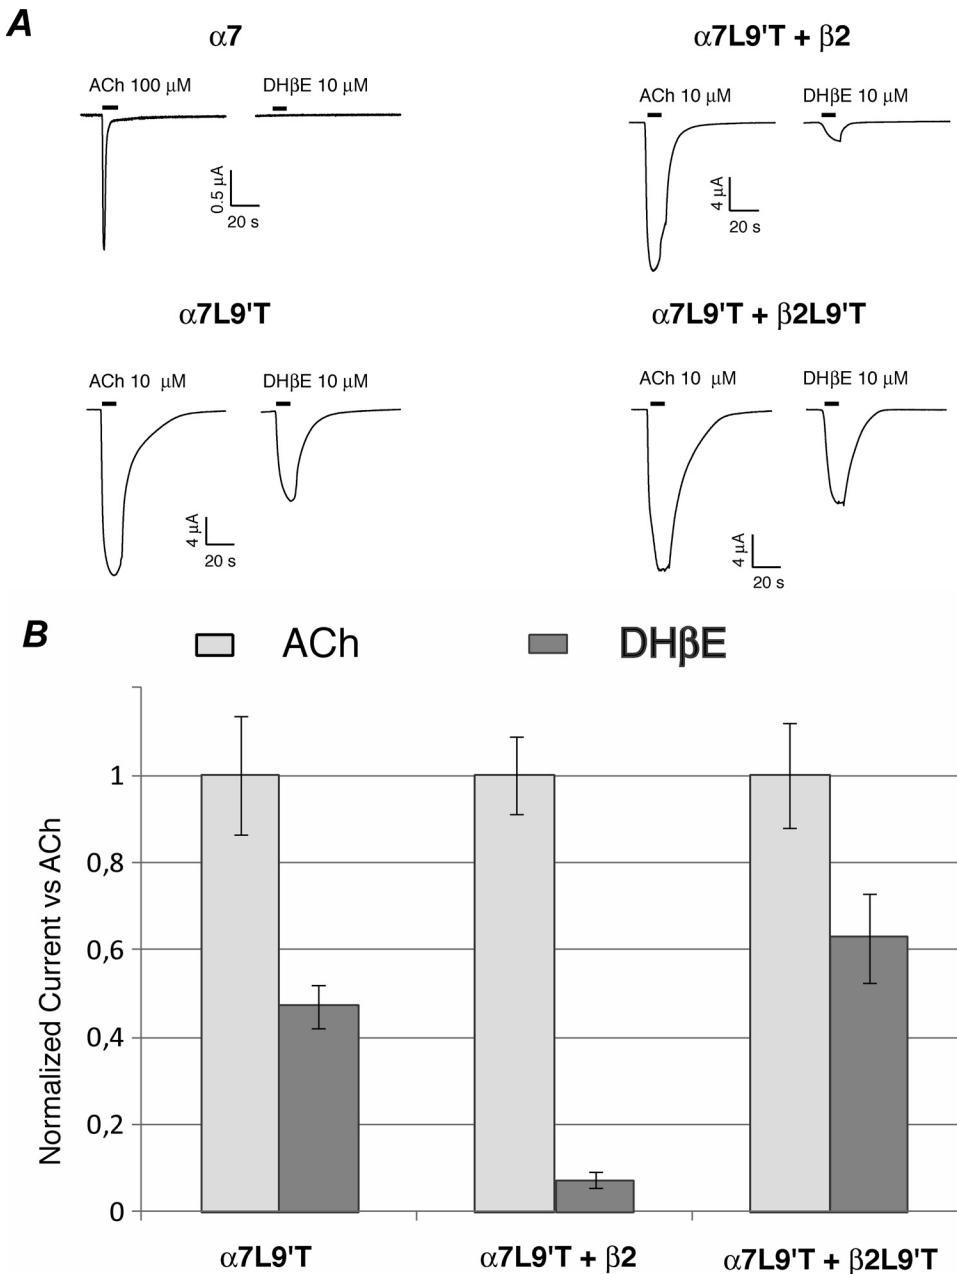 A
α7
α7L9'T + β2
ACh 100 μM
DHβE 10 μM
ACh 10 μM
DHβE 10 μM
0.5 μA
20 s
4 μA
20 s
α7L9'T
α7L9'T + β2L9'T
ACh 10 μM
DHβE 10 μM
ACh 10 μM
DHβE 10 μM
4 μA
20 s
4 μA
20 s
B
ACh
DHβE
Normalized Current vs ACh
1
0,8
0,6
0,4
0,2
0
α7L9'T
α7L9'T + β2
α7L9'T + β2L9'T